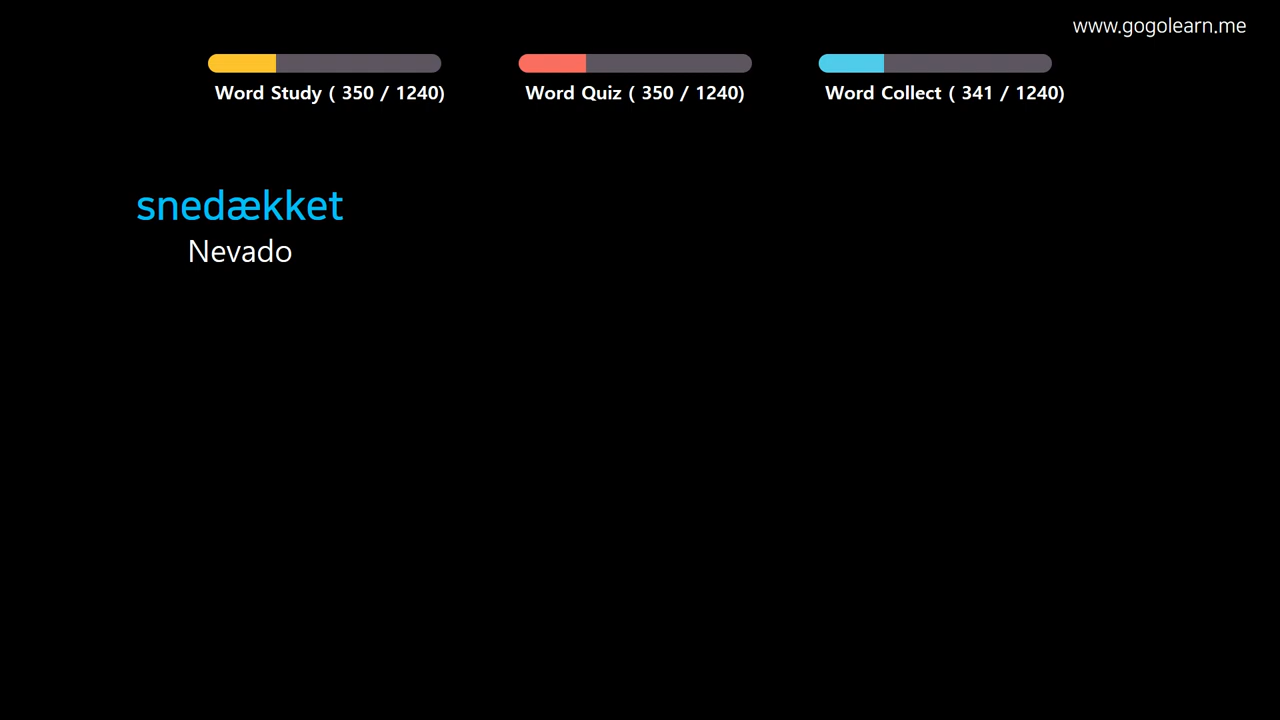 www.gogolearn.me
Word Study ( 350 / 1240)
Word Quiz ( 350 / 1240)
Word Collect ( 341 / 1240)
snedækket
Nevado